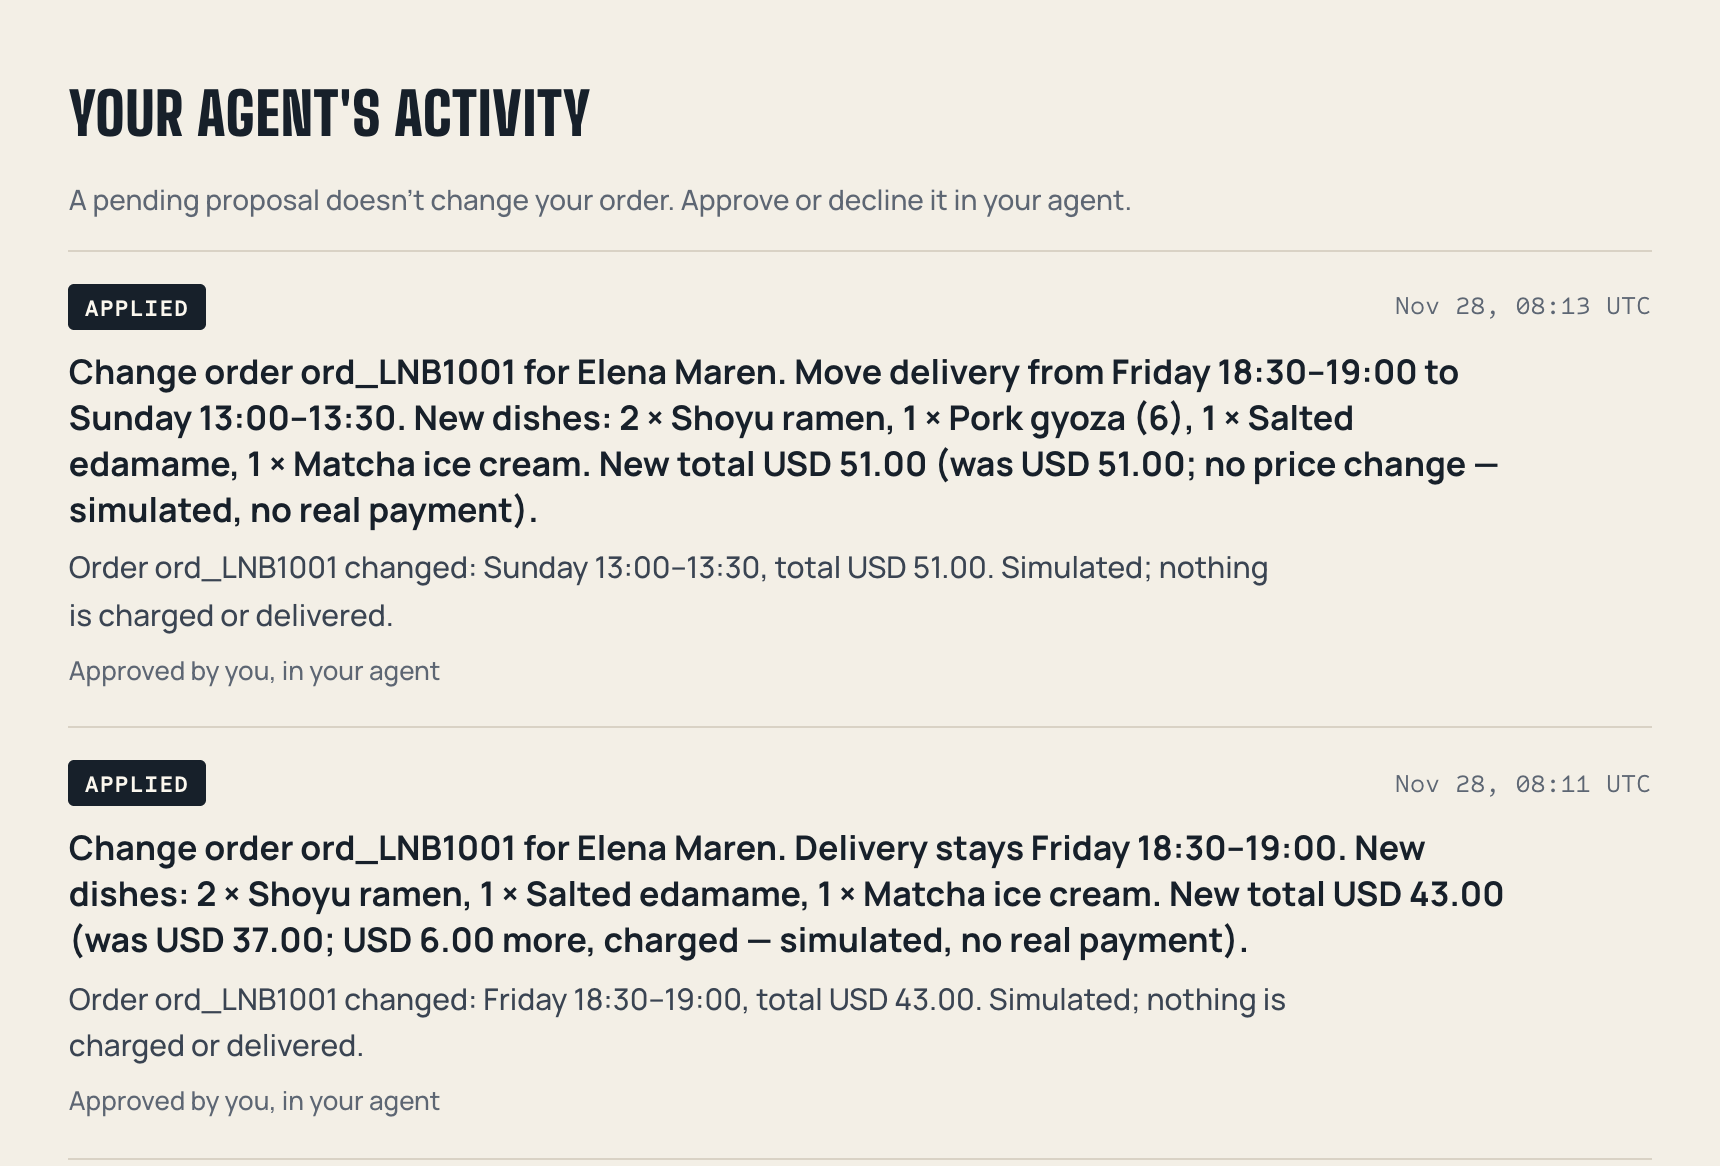 YOUR AGENT'S ACTIVITY
A pending proposal doesn't change your order. Approve or decline it in your agent.
APPLIED
Nov 28, 08:13 UTC
Change order ord_LNB1001 for Elena Maren. Move delivery from Friday 18:30–19:00 to
Sunday 13:00–13:30. New dishes: 2 × Shoyu ramen, 1 × Pork gyoza (6), 1 × Salted
edamame, 1 × Matcha ice cream. New total USD 51.00 (was USD 51.00; no price change —
simulated, no real payment).
Order ord_LNB1001 changed: Sunday 13:00–13:30, total USD 51.00. Simulated; nothing
is charged or delivered.
Approved by you, in your agent
APPLIED
Nov 28, 08:11 UTC
Change order ord_LNB1001 for Elena Maren. Delivery stays Friday 18:30–19:00. New
dishes: 2 × Shoyu ramen, 1 × Salted edamame, 1 × Matcha ice cream. New total USD 43.00
(was USD 37.00; USD 6.00 more, charged — simulated, no real payment).
Order ord_LNB1001 changed: Friday 18:30–19:00, total USD 43.00. Simulated; nothing is
charged or delivered.
Approved by you, in your agent